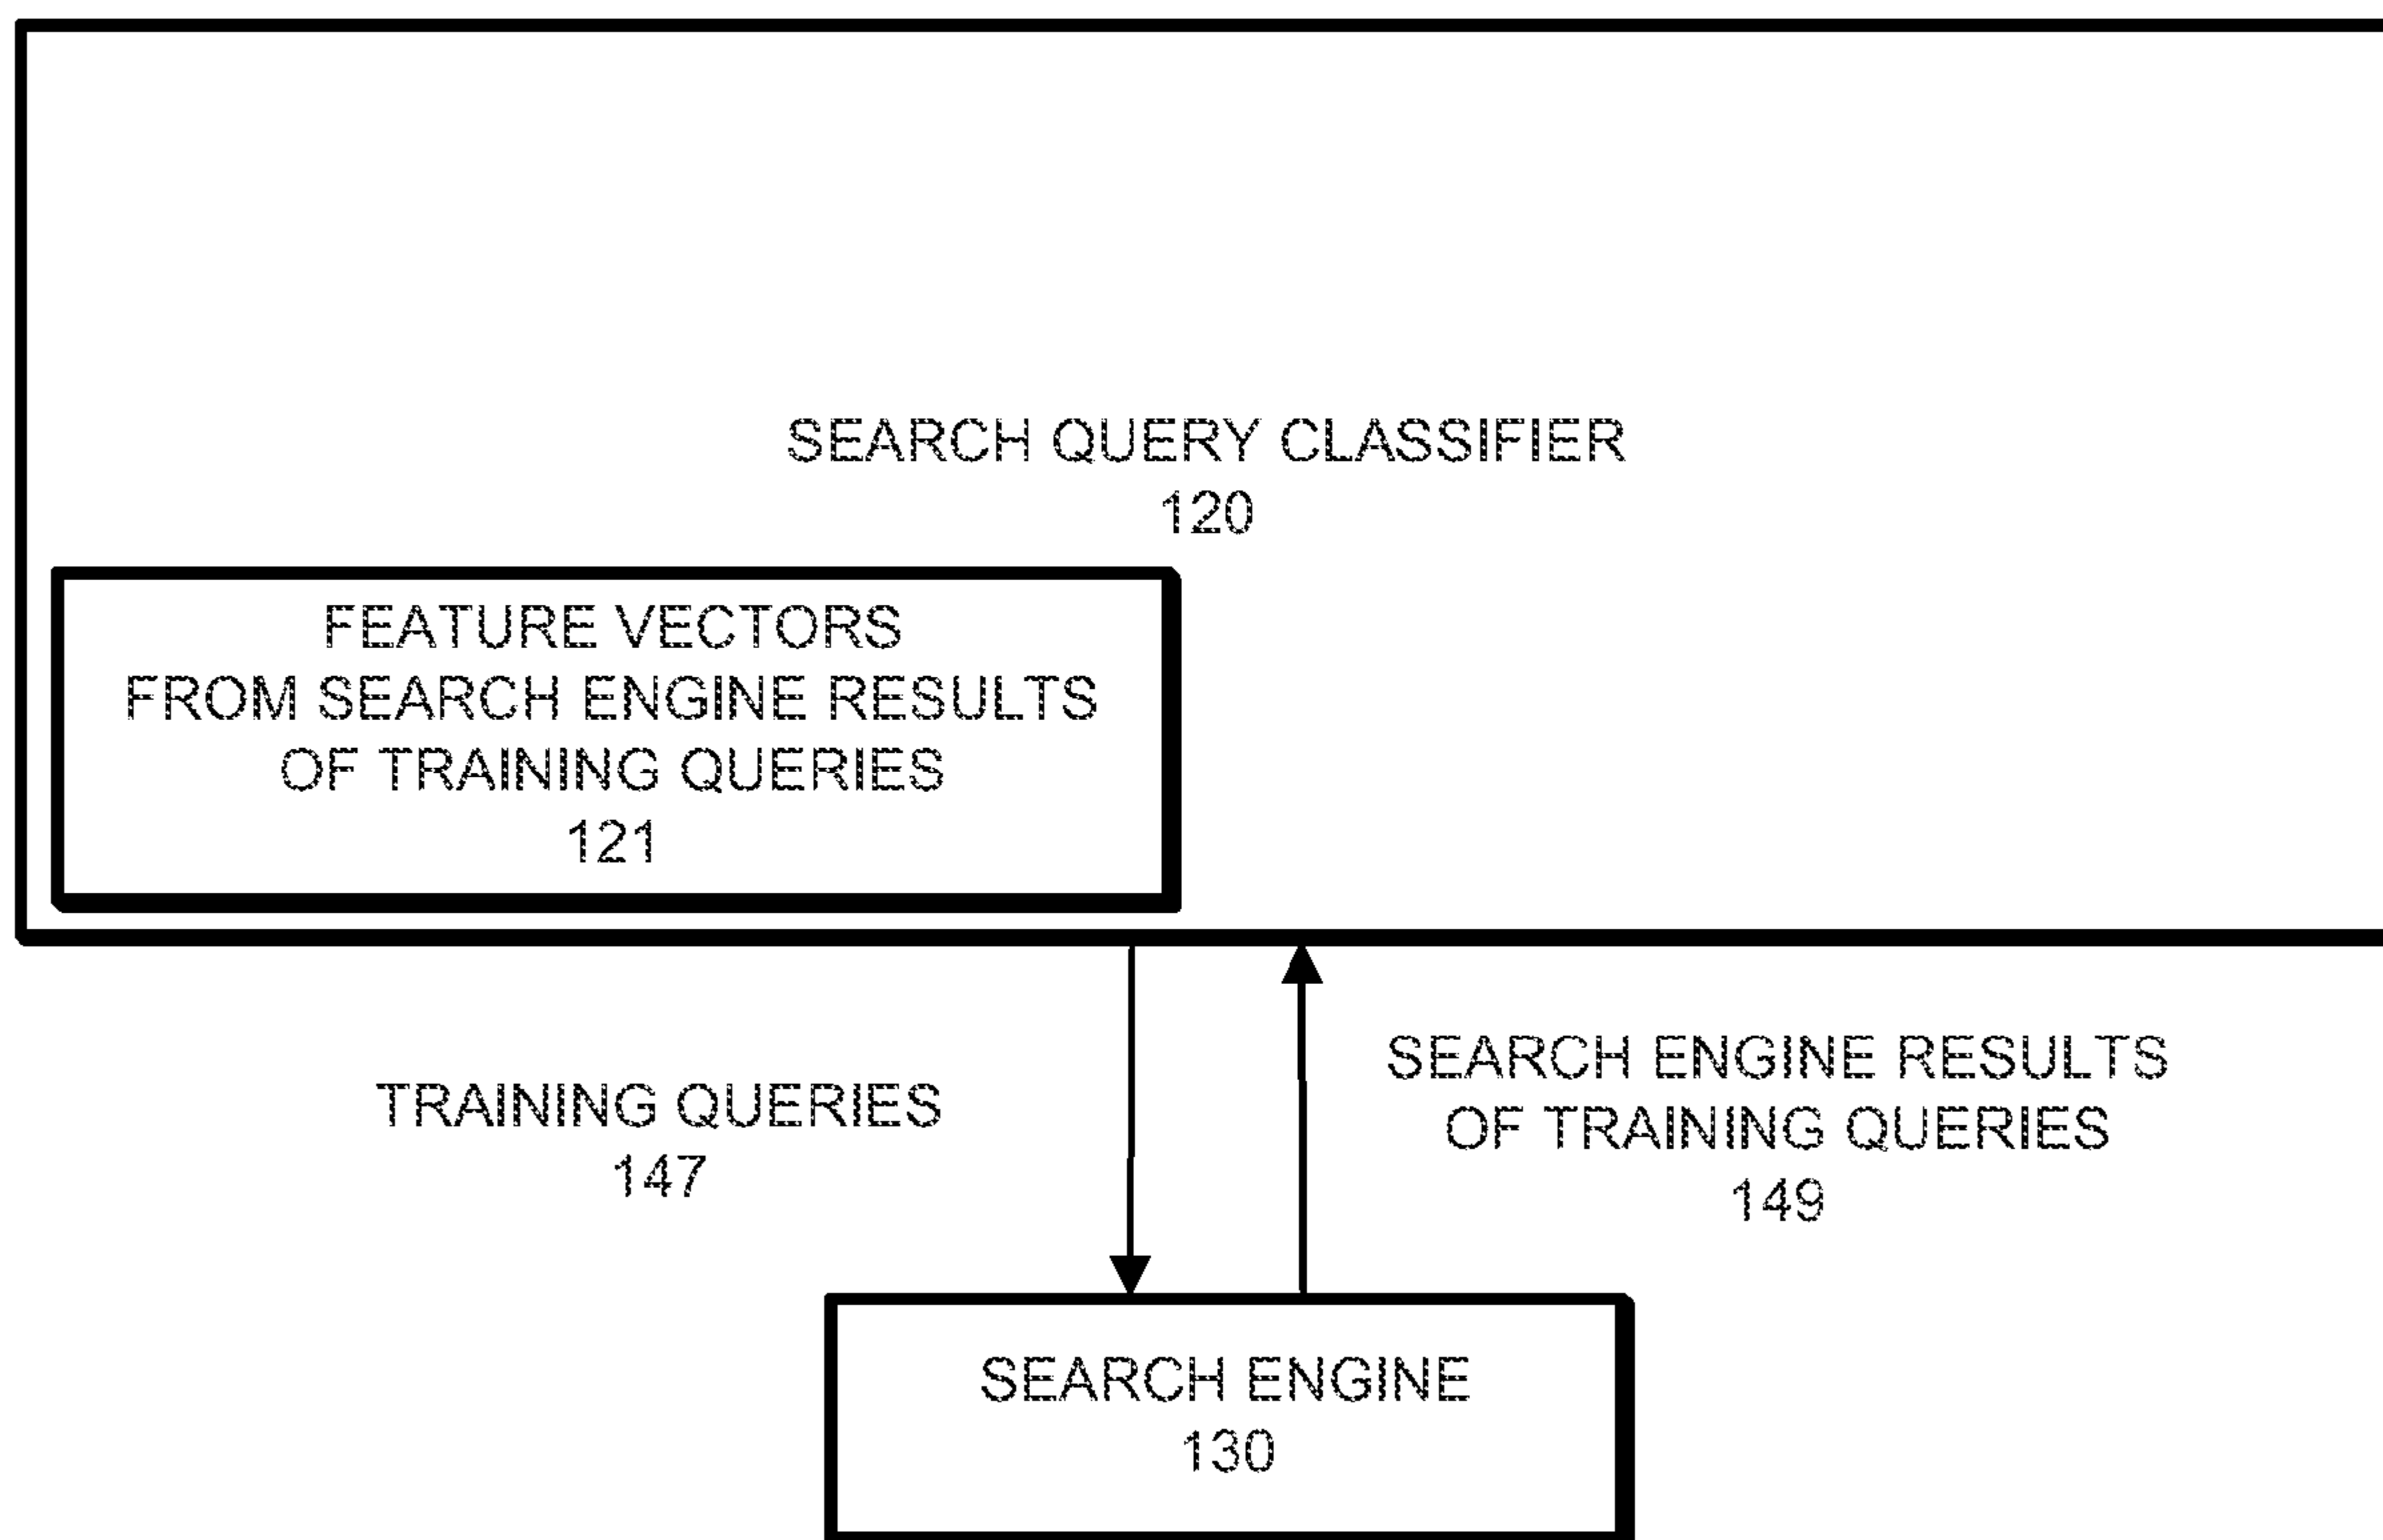 SEARCH QUERY CLASSIFIER
120
FEATURE VECTORS
FROM SEARCH ENGINE RESULTS
OF TRAINING QUERIES
121
TRAINING QUERIES
147
SEARCH ENGINE RESULTS
OF TRAINING QUERIES
149
SEARCH ENGINE
130